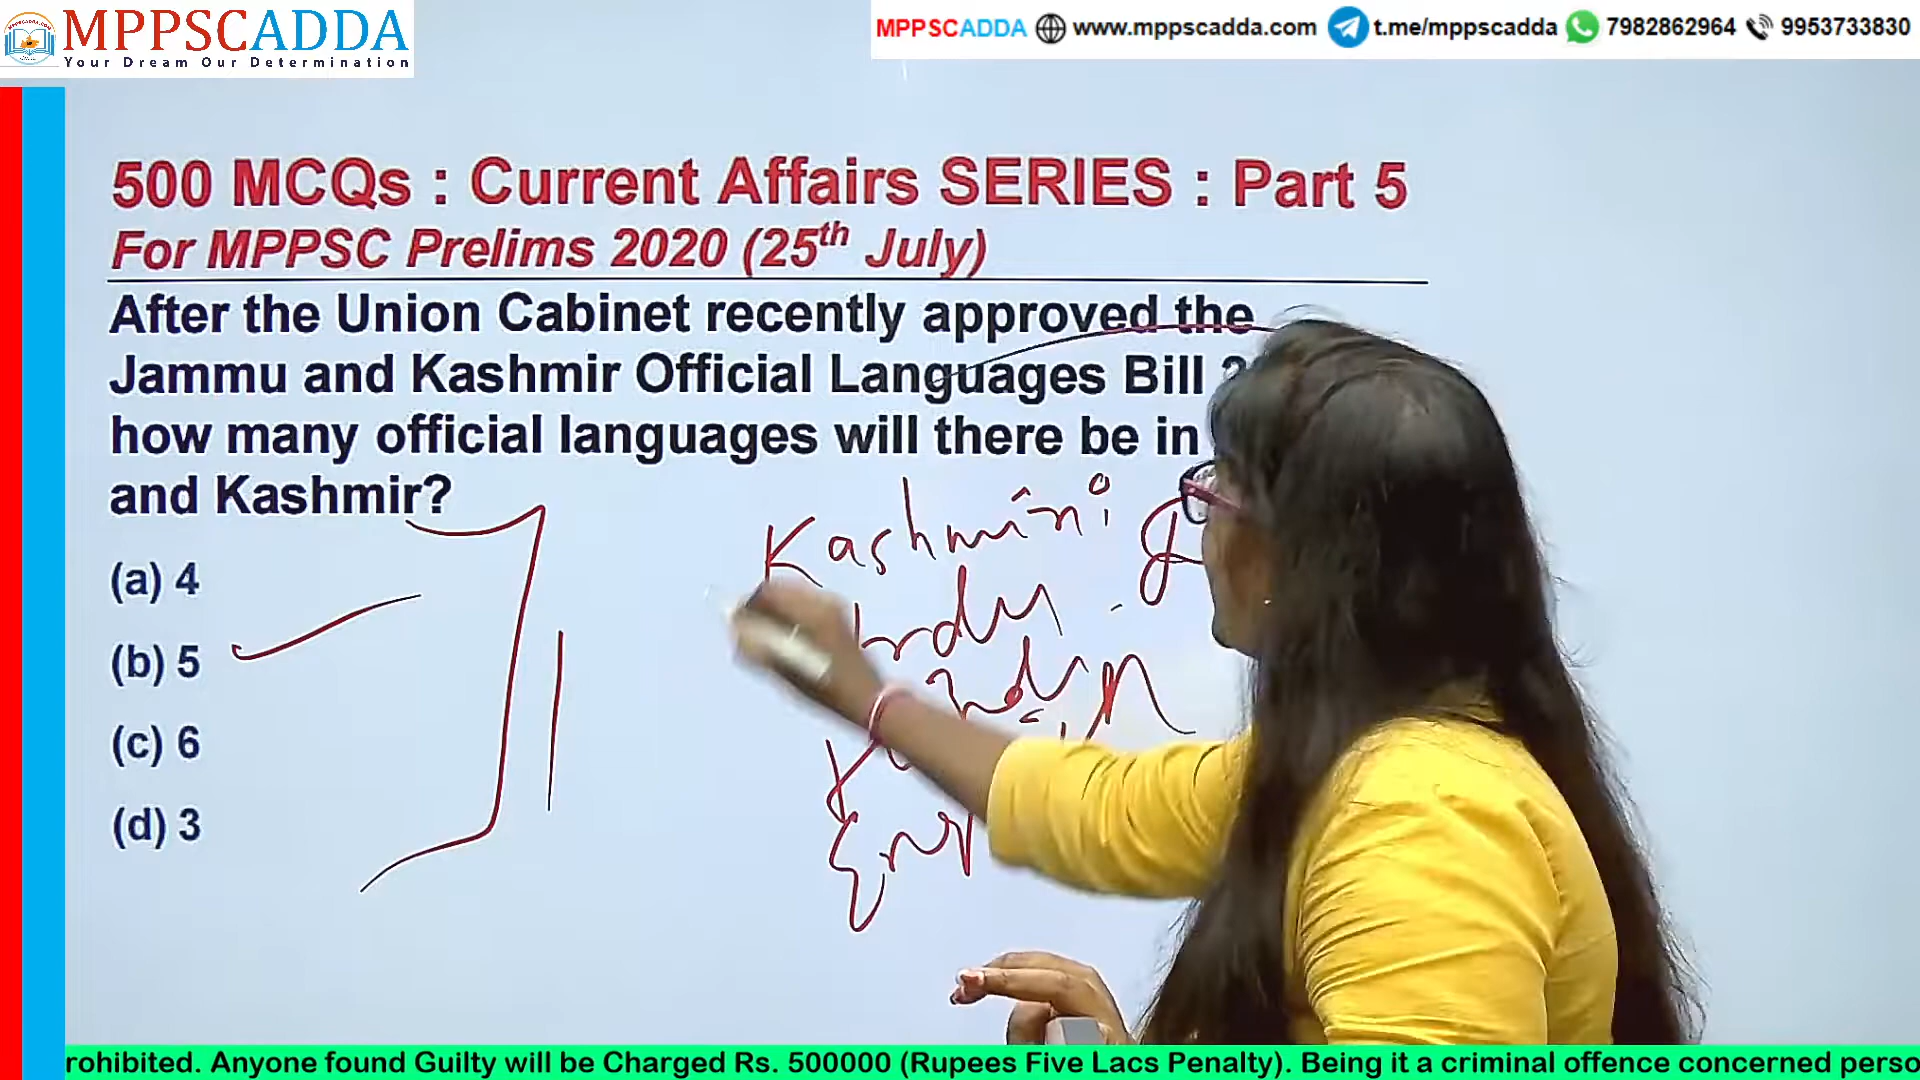 MPPSCADDA
Your Dream Our Determination
MPPSCADDA www.mppscadda.com t.me/mppscadda 7982862964 9953733830
500 MCQs : Current Affairs SERIES : Part 5
For MPPSC Prelims 2020 (25th July)
After the Union Cabinet recently approved the
Jammu and Kashmir Official Languages Bill
how many official languages will there be in
and Kashmir?
(a) 4
(b) 5
(c) 6
(d) 3
Kashmiri
Urdu
rohibited. Anyone found Guilty will be Charged Rs. 500000 (Rupees Five Lacs Penalty). Being it a criminal offence concerned perso